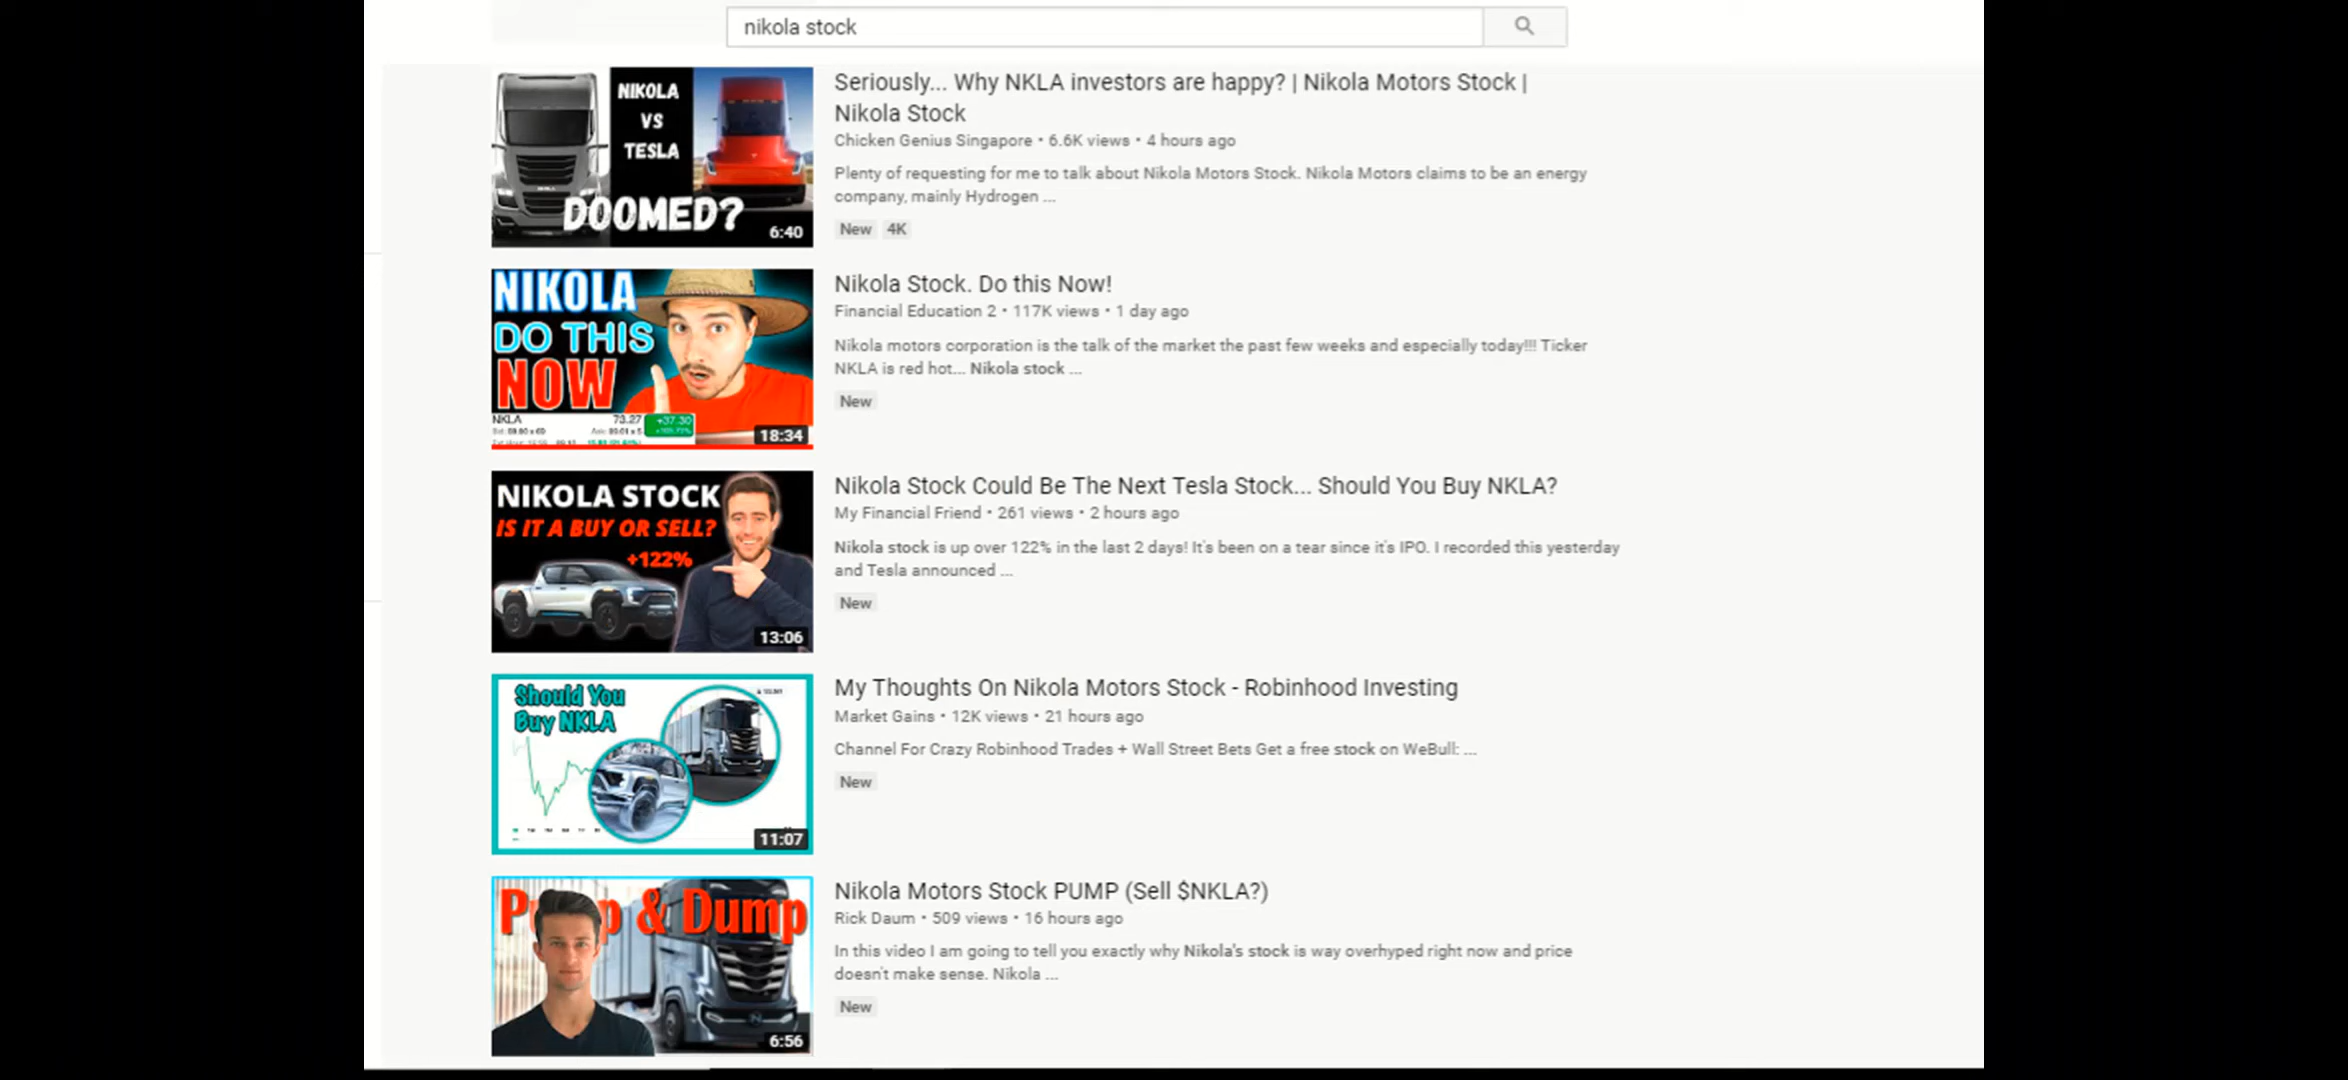 nikola stock
NIKOLA
VS
TESLA
DOOMED?
6:40
Seriously... Why NKLA investors are happy? | Nikola Motors Stock |
Nikola Stock
Chicken Genius Singapore • 6.6K views • 4 hours ago
Plenty of requesting for me to talk about Nikola Motors Stock. Nikola Motors claims to be an energy
company, mainly Hydrogen ...
New 4K
NIKOLA
DO THIS
NOW
NKLA 73.27 +37.30
18:34
Nikola Stock. Do this Now!
Financial Education 2 • 117K views • 1 day ago
Nikola motors corporation is the talk of the market the past few weeks and especially today!!! Ticker
NKLA is red hot... Nikola stock ...
New
NIKOLA STOCK
IS IT A BUY OR SELL?
+122%
13:06
Nikola Stock Could Be The Next Tesla Stock... Should You Buy NKLA?
My Financial Friend • 261 views • 2 hours ago
Nikola stock is up over 122% in the last 2 days! It's been on a tear since it's IPO. I recorded this yesterday
and Tesla announced ...
New
Should You
Buy NKLA
11:07
My Thoughts On Nikola Motors Stock - Robinhood Investing
Market Gains • 12K views • 21 hours ago
Channel For Crazy Robinhood Trades + Wall Street Bets Get a free stock on WeBull: ...
New
& Dump
6:56
Nikola Motors Stock PUMP (Sell $NKLA?)
Rick Daum • 509 views • 16 hours ago
In this video I am going to tell you exactly why Nikola's stock is way overhyped right now and price
doesn't make sense. Nikola ...
New